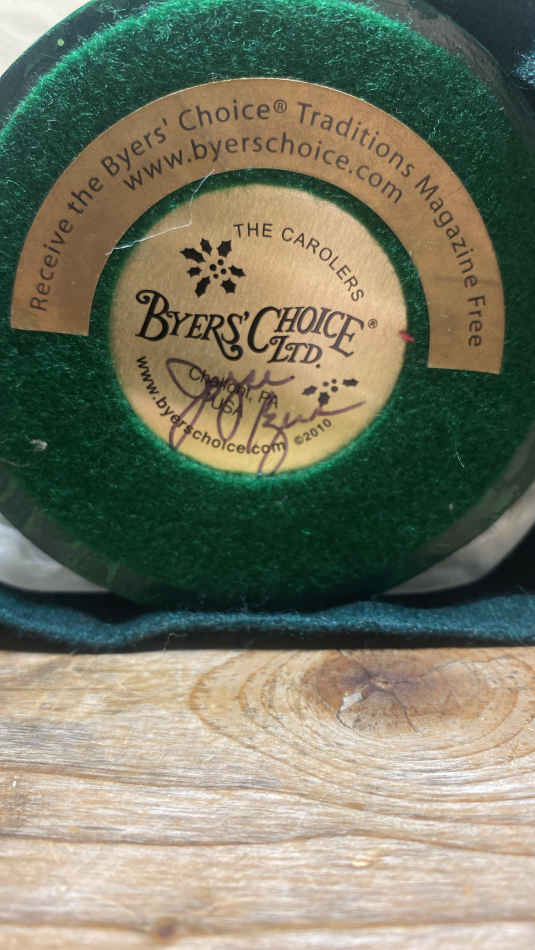 Receive the Byers' Choice® Traditions Magazine Free
www.byerschoice.com
THE CAROLERS
BYERS' CHOICE®
LTD.
Chalfont, PA
USA
www.byerschoice.com ©2010